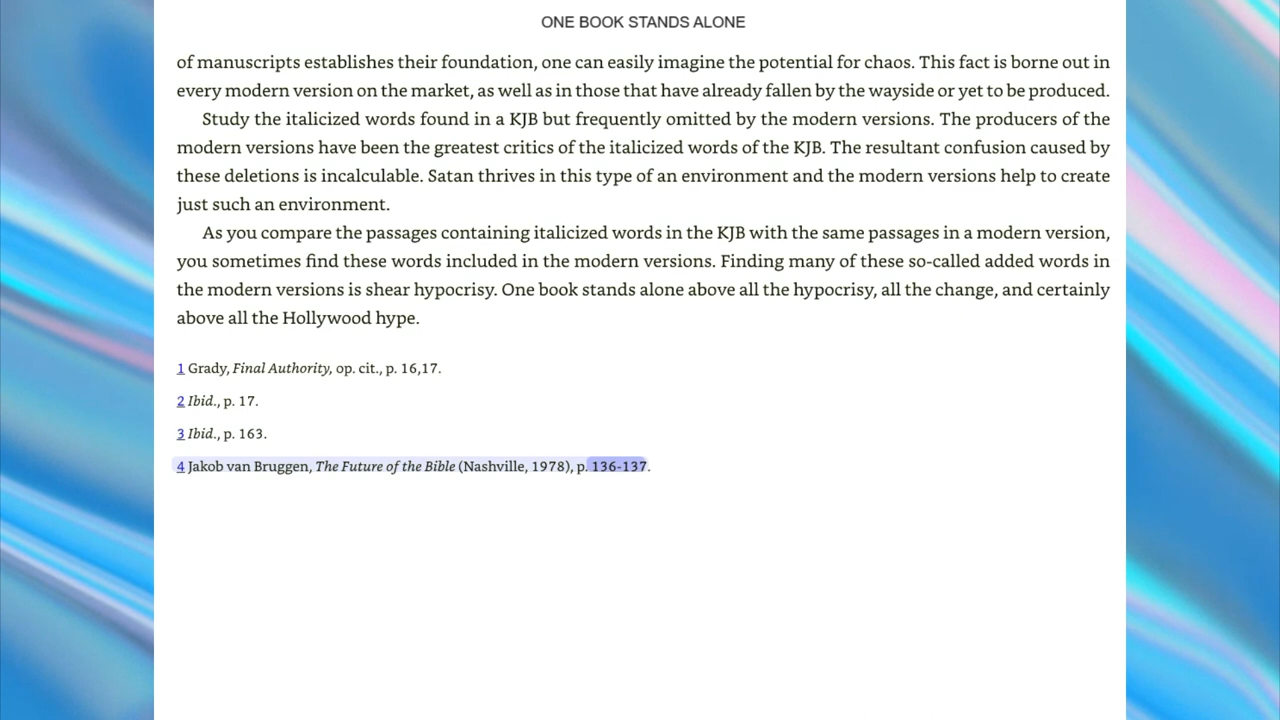 ONE BOOK STANDS ALONE
of manuscripts establishes their foundation, one can easily imagine the potential for chaos. This fact is borne out in
every modern version on the market, as well as in those that have already fallen by the wayside or yet to be produced.
Study the italicized words found in a KJB but frequently omitted by the modern versions. The producers of the
modern versions have been the greatest critics of the italicized words of the KJB. The resultant confusion caused by
these deletions is incalculable. Satan thrives in this type of an environment and the modern versions help to create
just such an environment.
As you compare the passages containing italicized words in the KJB with the same passages in a modern version,
you sometimes find these words included in the modern versions. Finding many of these so-called added words in
the modern versions is shear hypocrisy. One book stands alone above all the hypocrisy, all the change, and certainly
above all the Hollywood hype.
1 Grady, Final Authority, op. cit., p. 16,17.
2 Ibid., p. 17.
3 Ibid., p. 163.
4 Jakob van Bruggen, The Future of the Bible (Nashville, 1978), p. 136-137.